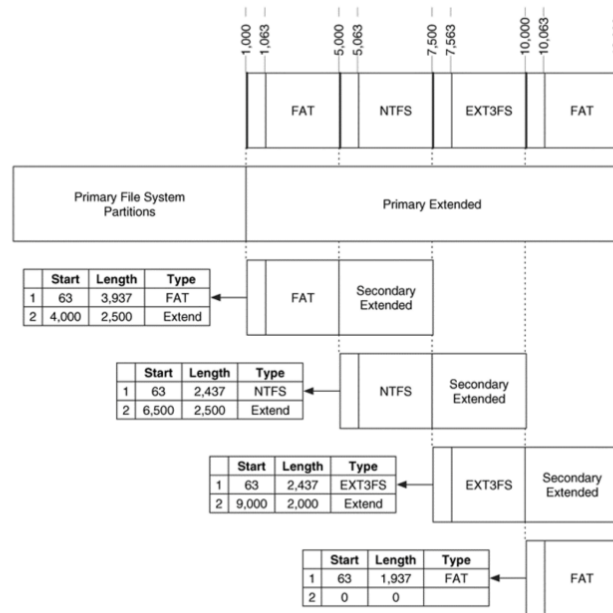 1,000
1,063
5,000
5,063
7,500
7,563
10,000
10,063
FAT NTFS EXT3FS FAT
Primary File System
Partitions
Primary Extended
Start Length Type
1 63 3,937 FAT
2 4,000 2,500 Extend
FAT
Secondary
Extended
Start Length Type
1 63 2,437 NTFS
2 6,500 2,500 Extend
NTFS
Secondary
Extended
Start Length Type
1 63 2,437 EXT3FS
2 9,000 2,000 Extend
EXT3FS
Secondary
Extended
Start Length Type
1 63 1,937 FAT
2 0 0
FAT